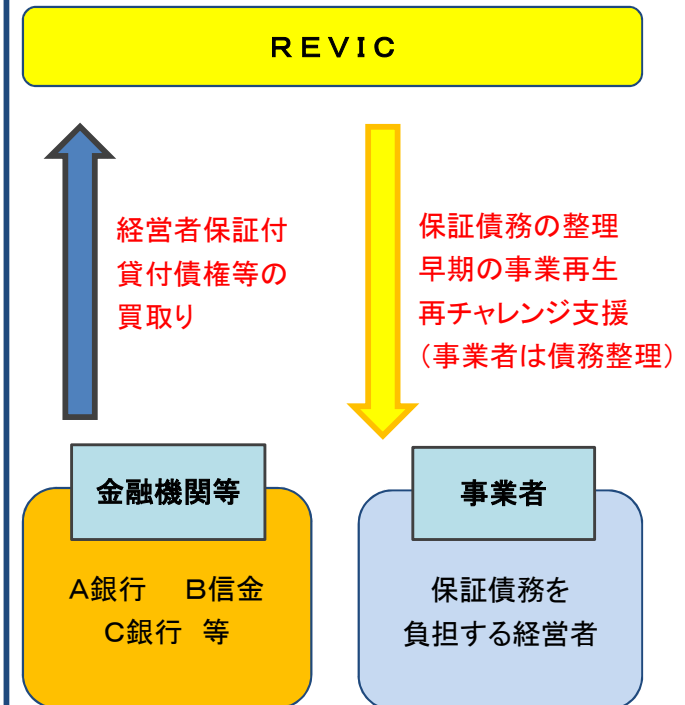 ＲＥＶＩＣ
経営者保証付
貸付債権等の
買取り
保証債務の整理
早期の事業再生
再チャレンジ支援
（事業者は債務整理）
金融機関等
A銀行　B信金
C銀行　等
事業者
保証債務を
負担する経営者